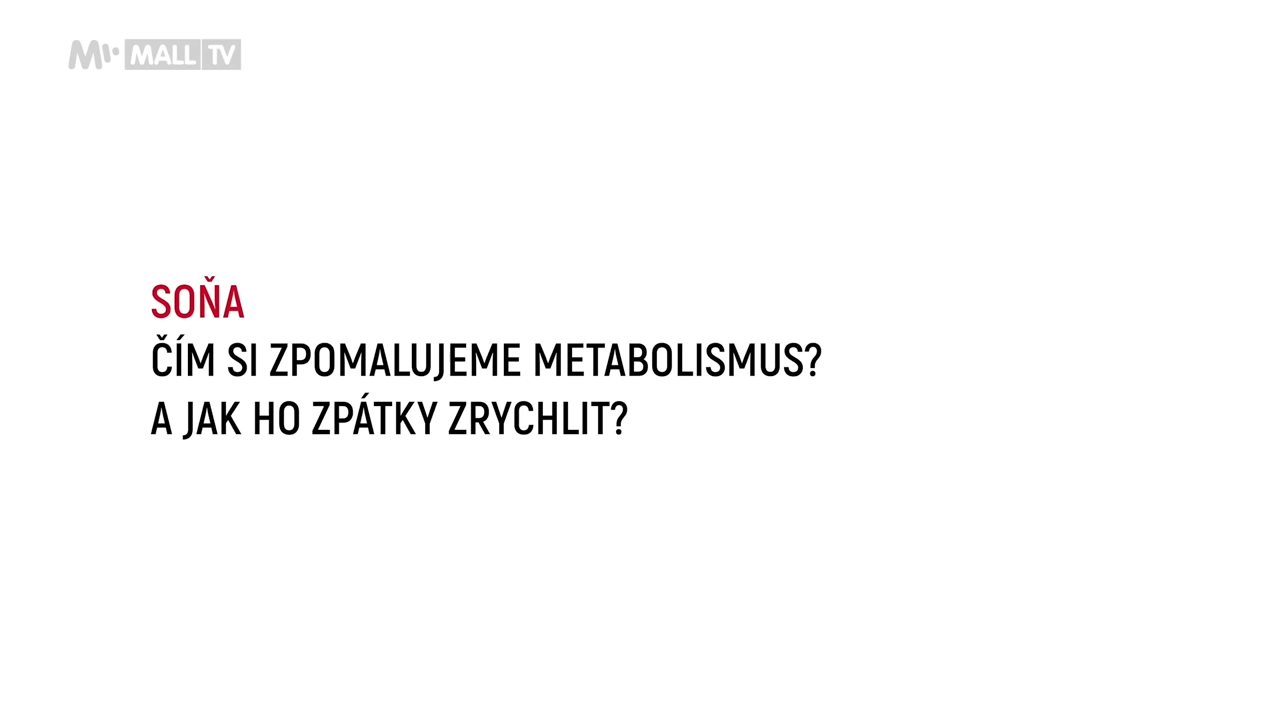 MALL TV
SOŇA
ČÍM SI ZPOMALUJEME METABOLISMUS?
A JAK HO ZPÁTKY ZRYCHLIT?